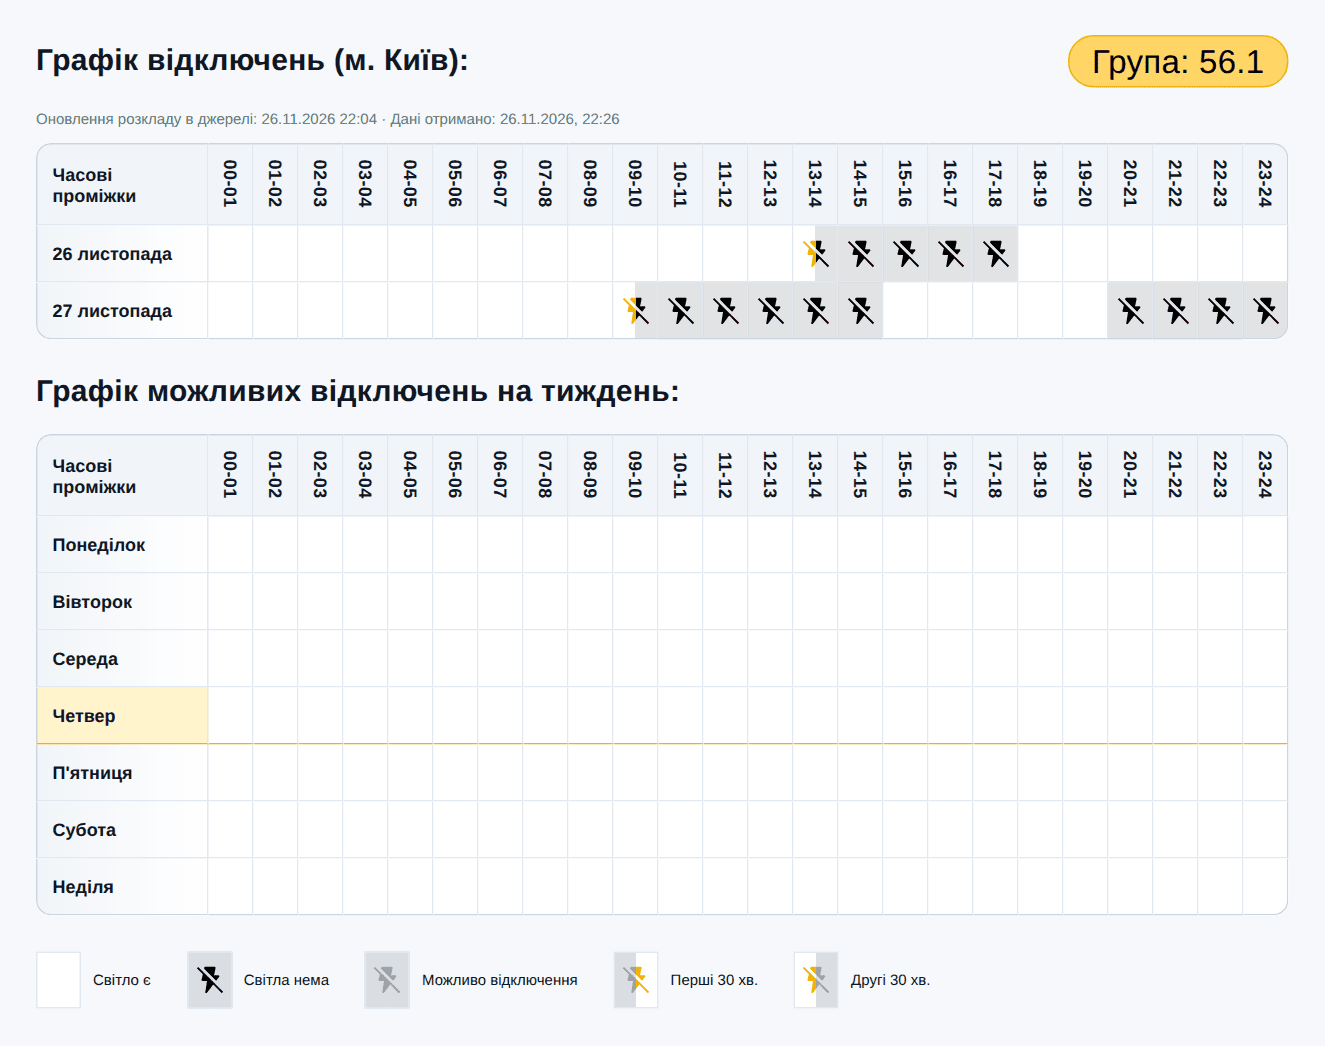 Графік відключень (м. Київ):
Група: 56.1
Оновлення розкладу в джерелі: 26.11.2026 22:04 · Дані отримано: 26.11.2026, 22:26
Часові проміжки 00-01 01-02 02-03 03-04 04-05 05-06 06-07 07-08 08-09 09-10 10-11 11-12 12-13 13-14 14-15 15-16 16-17 17-18 18-19 19-20 20-21 21-22 22-23 23-24
26 листопада
27 листопада
Графік можливих відключень на тиждень:
Часові проміжки 00-01 01-02 02-03 03-04 04-05 05-06 06-07 07-08 08-09 09-10 10-11 11-12 12-13 13-14 14-15 15-16 16-17 17-18 18-19 19-20 20-21 21-22 22-23 23-24
Понеділок
Вівторок
Середа
Четвер
П'ятниця
Субота
Неділя
Світло є Світла нема Можливо відключення Перші 30 хв. Другі 30 хв.